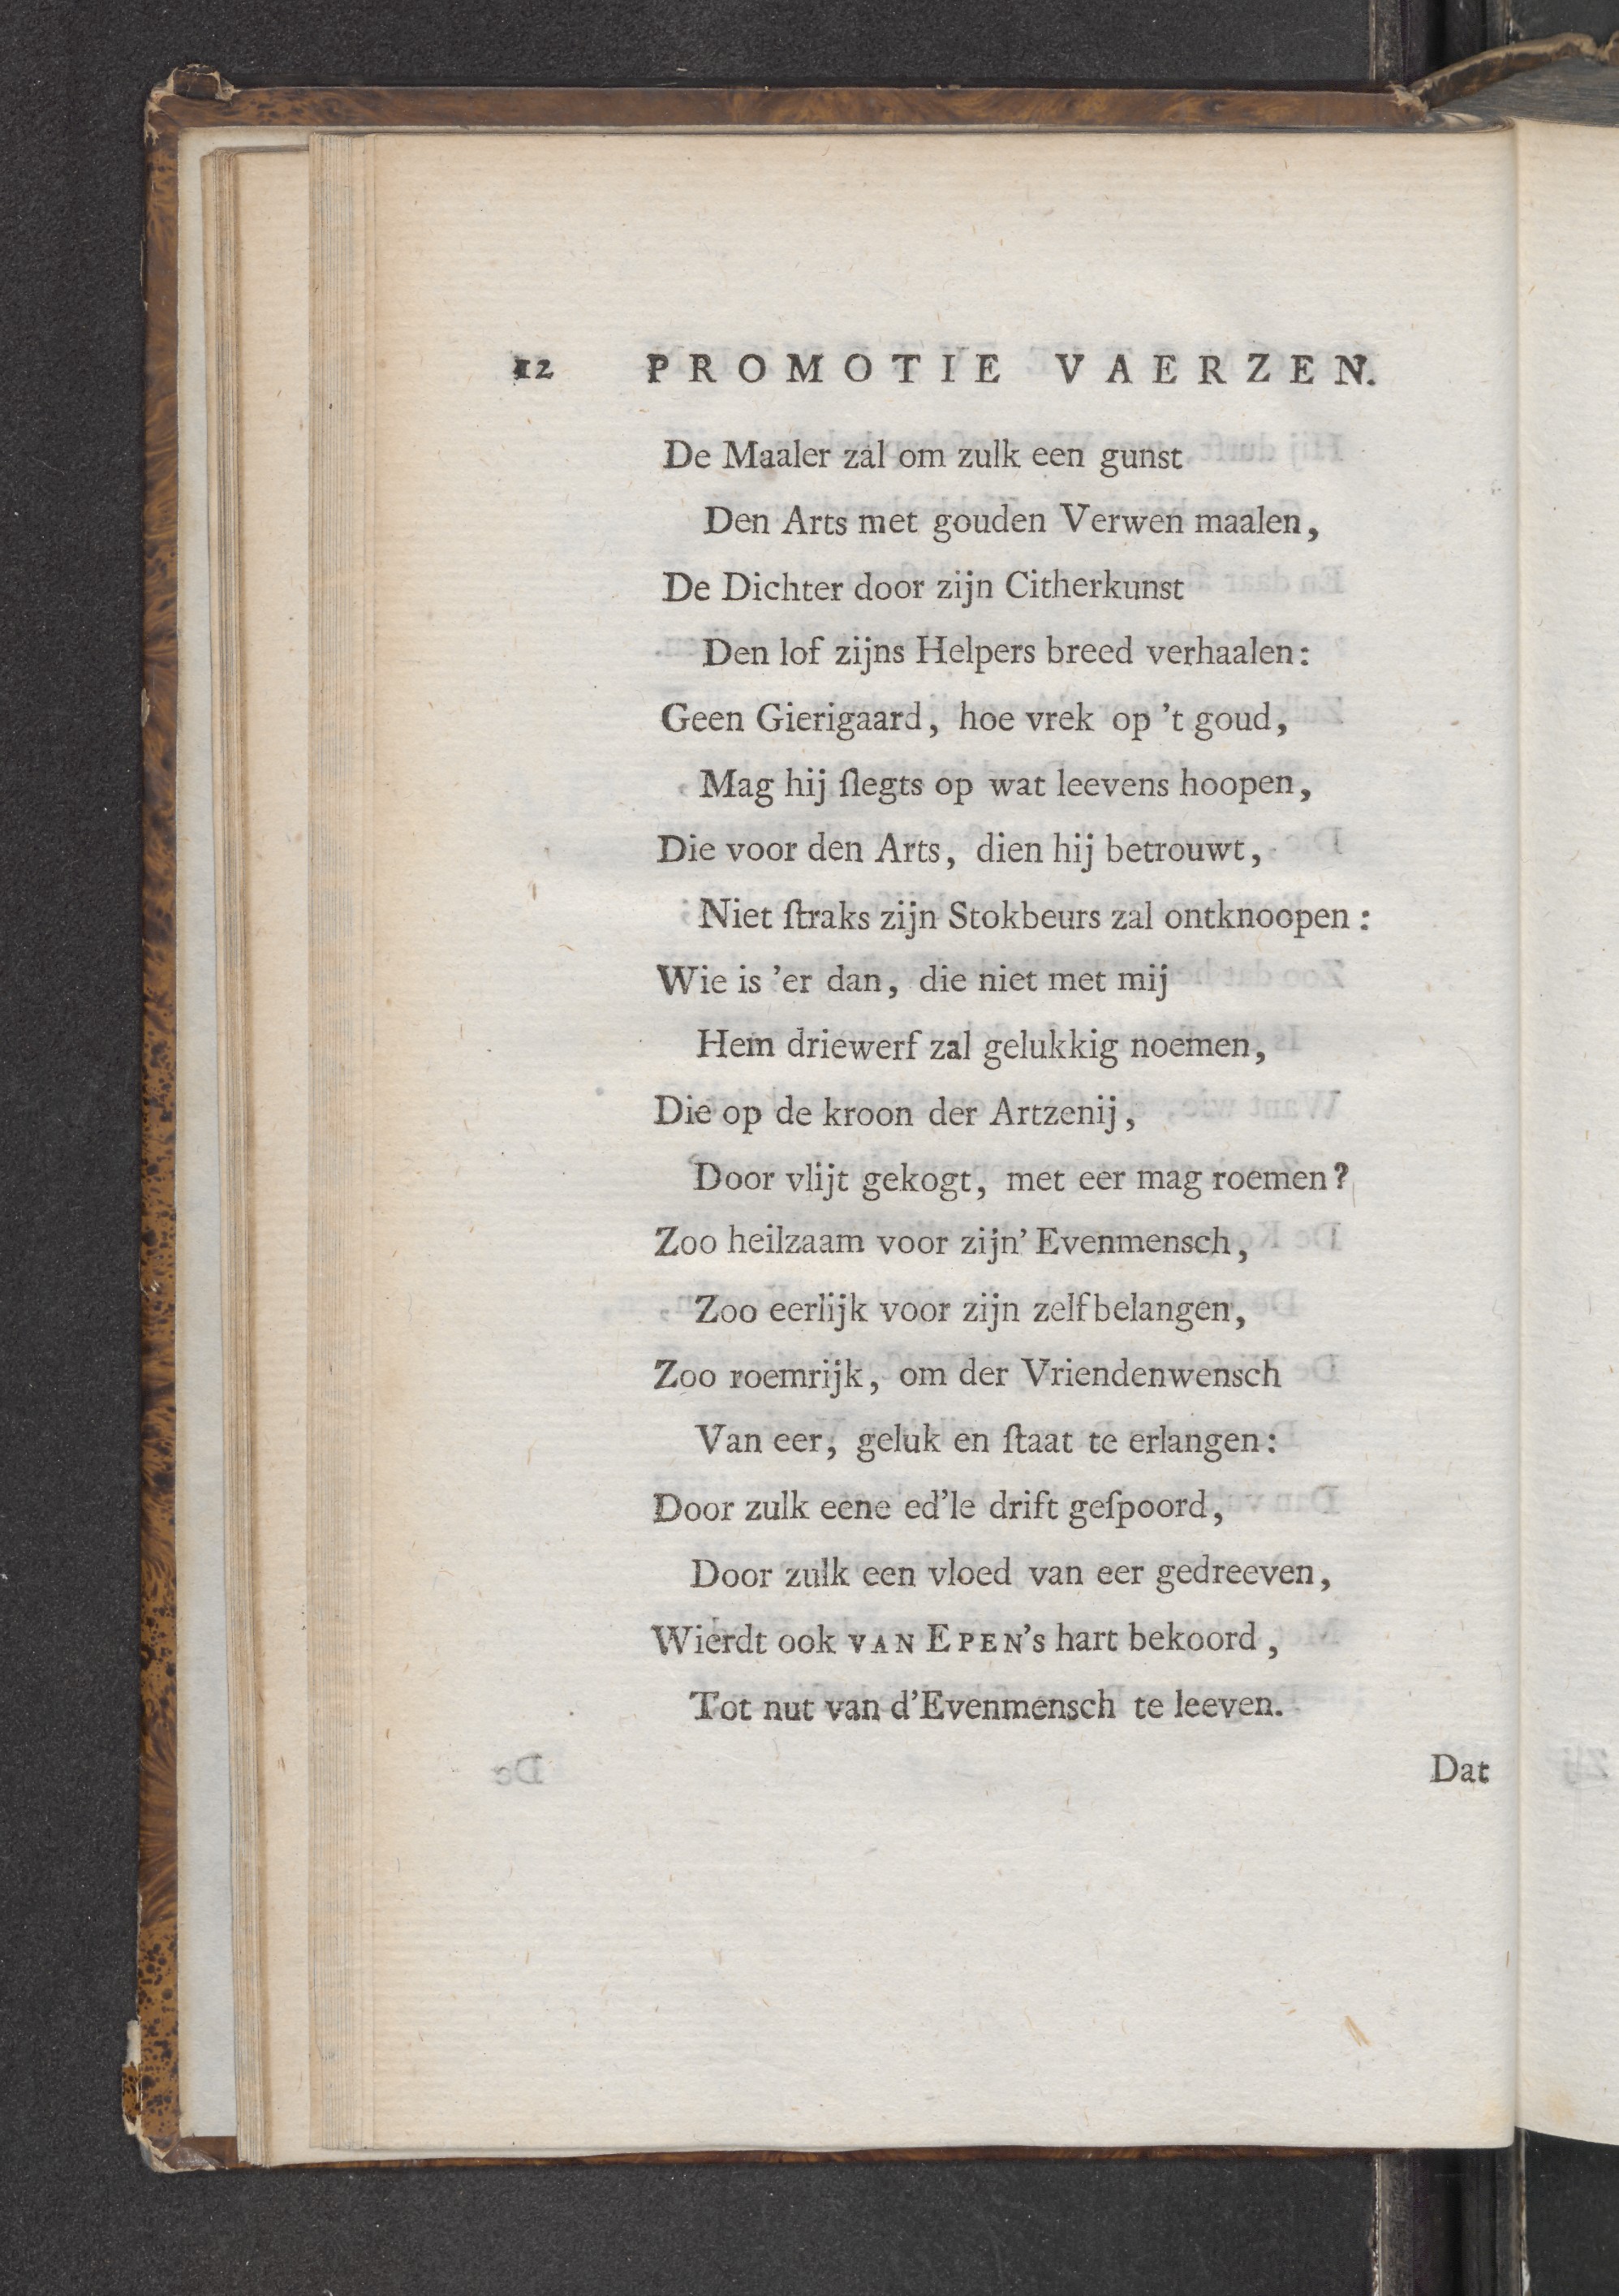 12 PROMOTIE VAERZEN.
De Maaler zal om zulk een gunst
Den Arts met gouden Verwen maalen,
De Dichter door zijn Citherkunst
Den lof zijns Helpers breed verhaalen:
Geen Gierigaard, hoe vrek op 't goud,
Mag hij ſlegts op wat leevens hoopen,
Die voor den Arts, dien hij betrouwt,
Niet ſtraks zijn Stokbeurs zal ontknoopen:
Wie is 'er dan, die niet met mij
Hem driewerf zal gelukkig noemen,
Die op de kroon der Artzenij,
Door vlijt gekogt, met eer mag roemen?
Zoo heilzaam voor zijn' Evenmensch,
Zoo eerlijk voor zijn zelfbelangen,
Zoo roemrijk, om der Vriendenwensch
Van eer, geluk en ſtaat te erlangen:
Door zulk eene ed'le drift geſpoord,
Door zulk een vloed van eer gedreeven,
Wierdt ook VAN EPEN's hart bekoord,
Tot nut van d'Evenmensch te leeven.
Dat